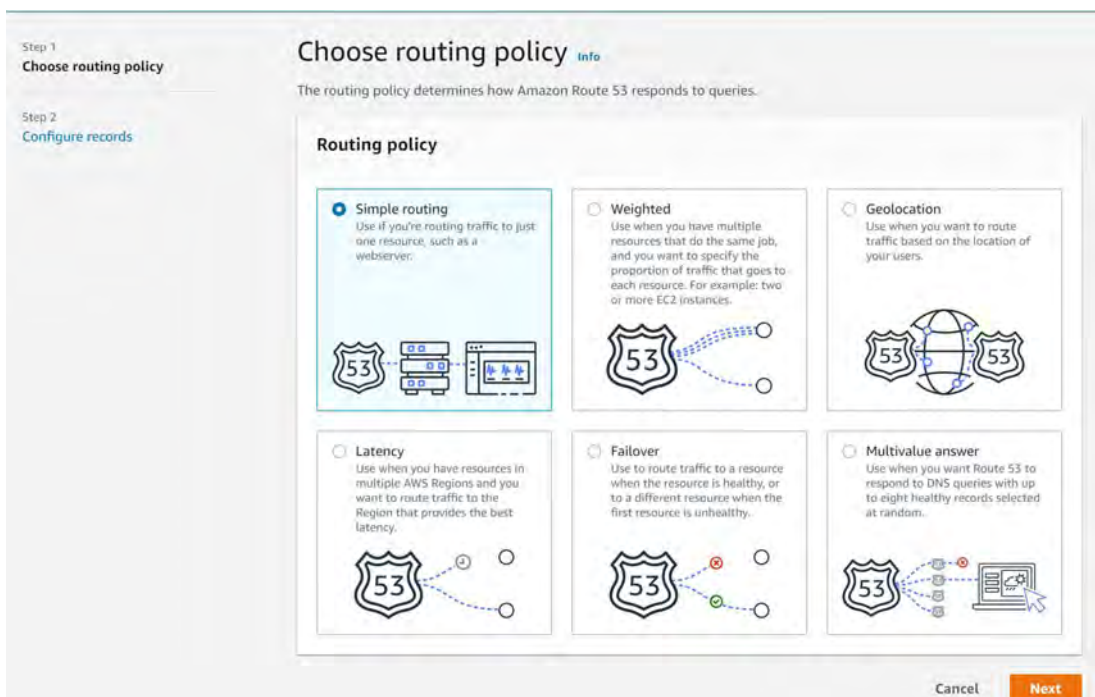 Step 1
Choose routing policy
Step 2
Configure records
Choose routing policy Info
The routing policy determines how Amazon Route 53 responds to queries.
Routing policy
Simple routing
Use if you're routing traffic to just
one resource, such as a
webserver.
53
Weighted
Use when you have multiple
resources that do the same job,
and you want to specify the
proportion of traffic that goes to
each resource. For example: two
or more EC2 instances.
53
Geolocation
Use when you want to route
traffic based on the location of
your users.
53
53
Latency
Use when you have resources in
multiple AWS Regions and you
want to route traffic to the
Region that provides the best
latency.
53
Failover
Use to route traffic to a resource
when the resource is healthy, or
to a different resource when the
first resource is unhealthy.
53
Multivalue answer
Use when you want Route 53 to
respond to DNS queries with up
to eight healthy records selected
at random.
53
Cancel
Next